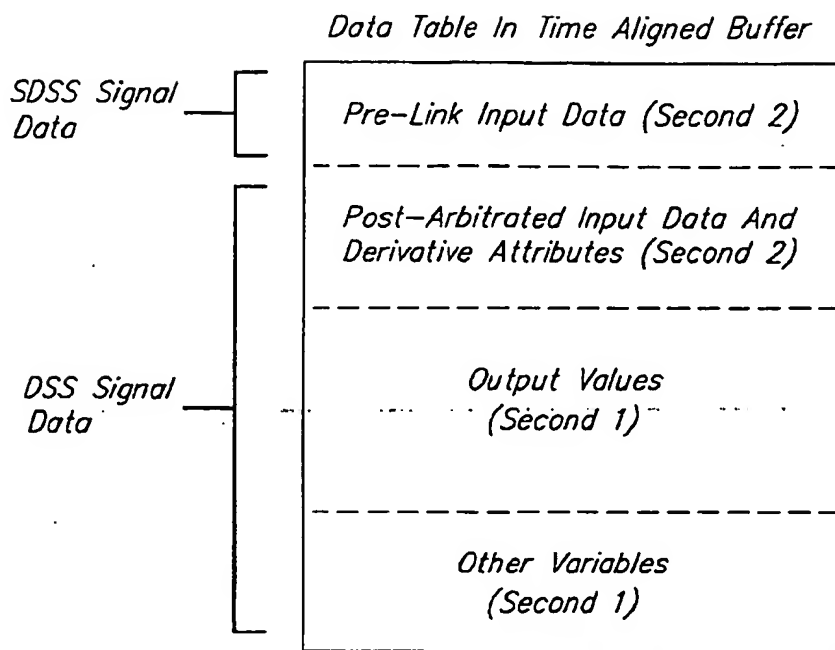 Data Table In Time Aligned Buffer
SDSS Signal
Data
Pre-Link Input Data (Second 2)
Post-Arbitrated Input Data And
Derivative Attributes (Second 2)
DSS Signal
Data
Output Values
(Second 1)
Other Variables
(Second 1)